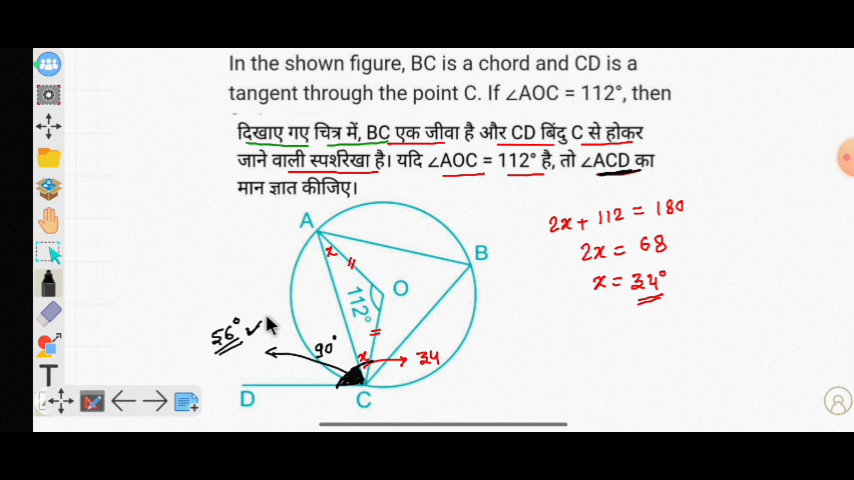 In the shown figure, BC is a chord and CD is a
tangent through the point C. If ∠AOC = 112°, then
दिखाए गए चित्र में, BC एक जीवा है और CD बिंदु C से होकर
जाने वाली स्पर्शरेखा है। यदि ∠AOC = 112° है, तो ∠ACD का
मान ज्ञात कीजिए।
2x + 112 = 180
2x = 68
x = 34°
A
B
x
O
112°
56°
90°
x
34
D
C
T